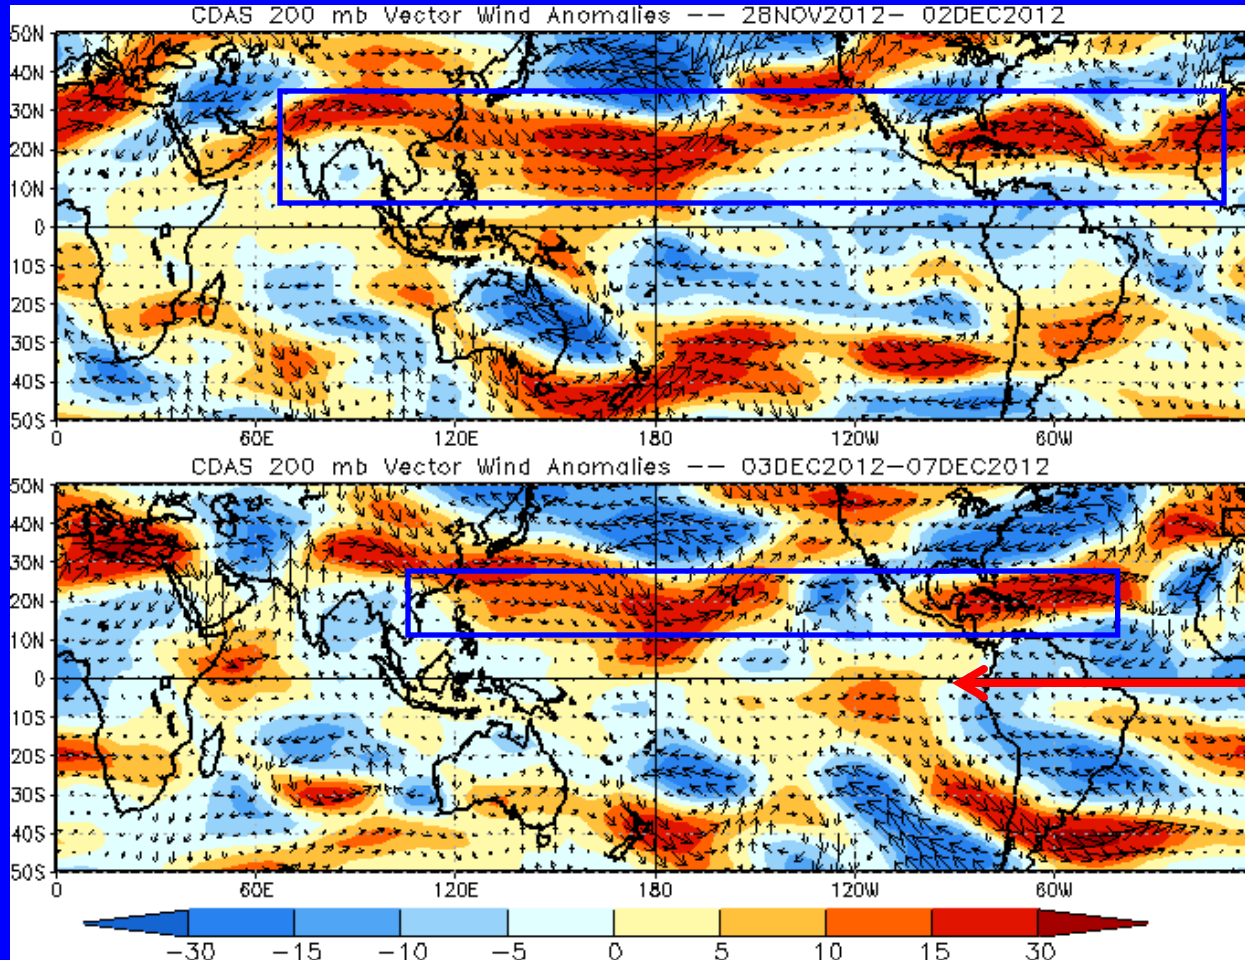 CDAS 200 mb Vector Wind Anomalies -- 28NOV2012- 02DEC2012
50N
40N
30N
20N
10N
0
10S
20S
30S
40S
50S
0 60E 120E 180 120W 60W
CDAS 200 mb Vector Wind Anomalies -- 03DEC2012-07DEC2012
50N
40N
30N
20N
10N
0
10S
20S
30S
40S
50S
0 60E 120E 180 120W 60W
-30 -15 -10 -5 0 5 10 15 30